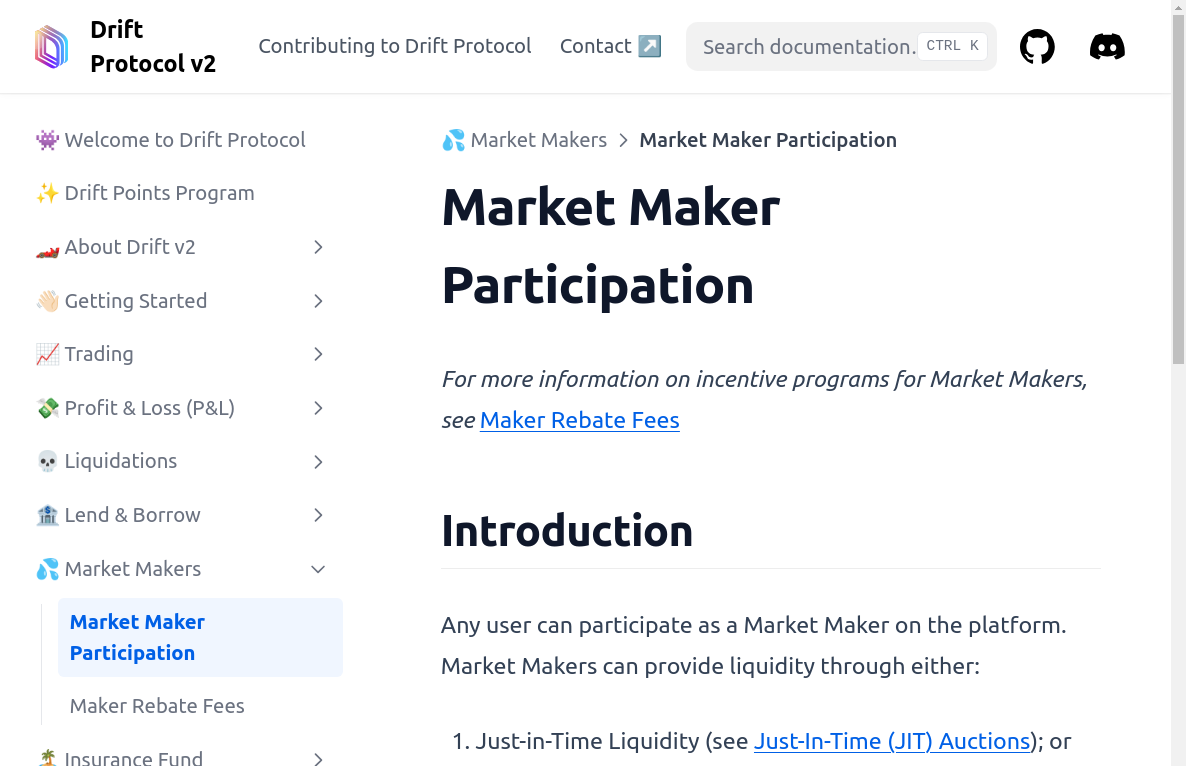 Drift
Protocol v2
Contributing to Drift Protocol
Contact ↗️
Search documentation.
CTRL K
👾 Welcome to Drift Protocol
✨ Drift Points Program
🏎️ About Drift v2
👋🏻 Getting Started
📈 Trading
💸 Profit & Loss (P&L)
💀 Liquidations
🏦 Lend & Borrow
💦 Market Makers
Market Maker
Participation
Maker Rebate Fees
🏝️ Insurance Fund
💦 Market Makers > Market Maker Participation
Market Maker
Participation
For more information on incentive programs for Market Makers,
see Maker Rebate Fees
Introduction
Any user can participate as a Market Maker on the platform.
Market Makers can provide liquidity through either:
1. Just-in-Time Liquidity (see Just-In-Time (JIT) Auctions); or